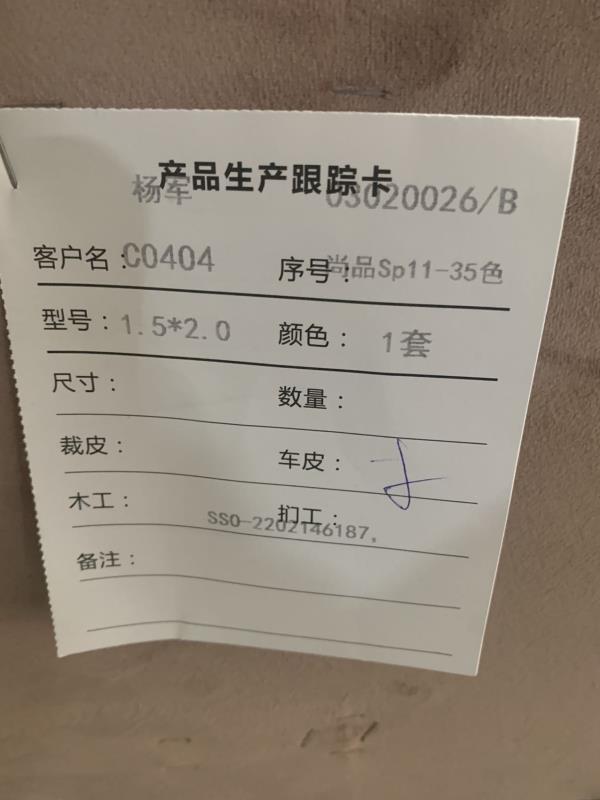 产品生产跟踪卡
杨军 03020026/B
客户名：C0404 序号：尚品Sp11-35色
型号：1.5*2.0 颜色：1套
尺寸： 数量：
裁皮： 车皮：
木工： 扪工：
SSO-2202146187,
备注：